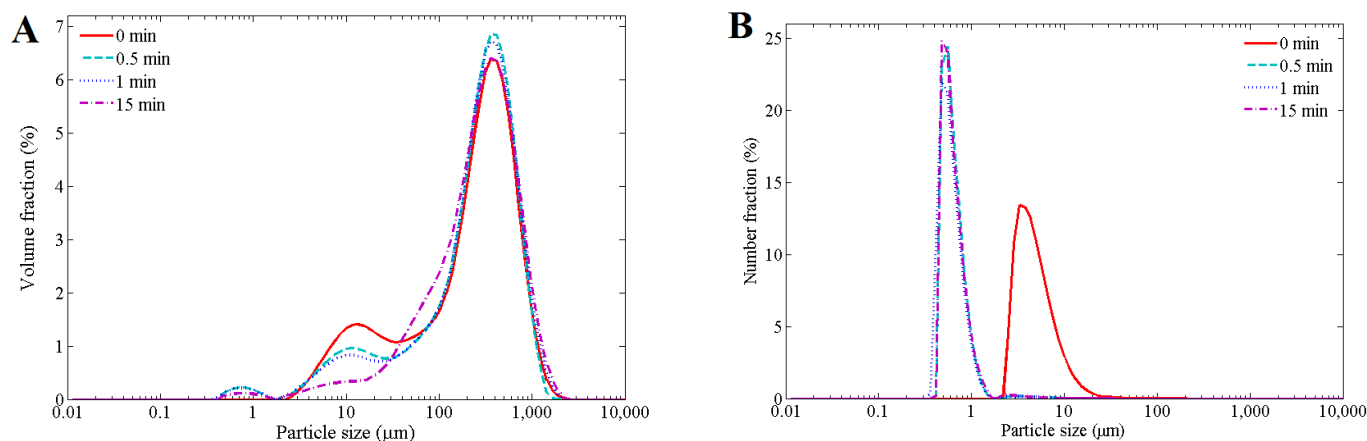 A
7
6
5
4
3
2
1
0
0.01
0.1
1
10
100
1,000
10,000
Volume fraction (%)
Particle size (μm)
0 min
0.5 min
1 min
15 min
B
25
20
15
10
5
0
0.01
0.1
1
10
100
1,000
10,000
Number fraction (%)
Particle size (μm)
0 min
0.5 min
1 min
15 min